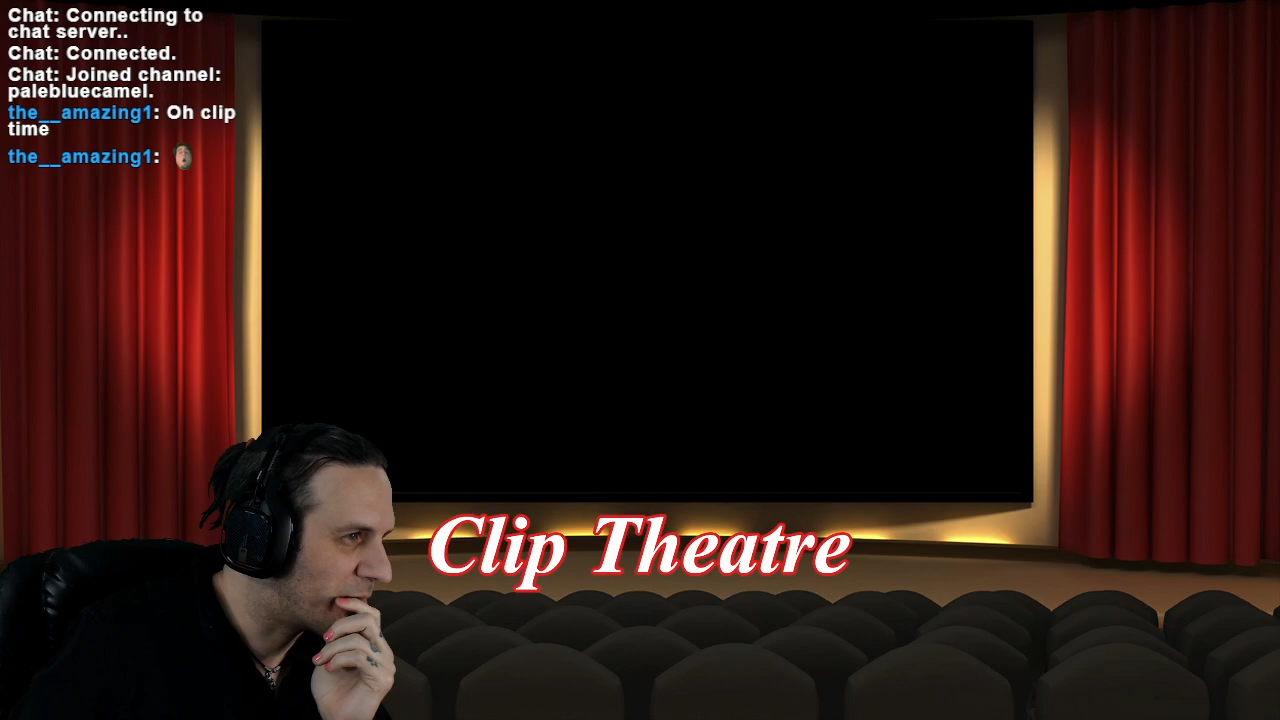 Chat: Connecting to
chat server..
Chat: Connected.
Chat: Joined channel:
palebluecamel.
the__amazing1: Oh clip
time
the__amazing1:
Clip Theatre